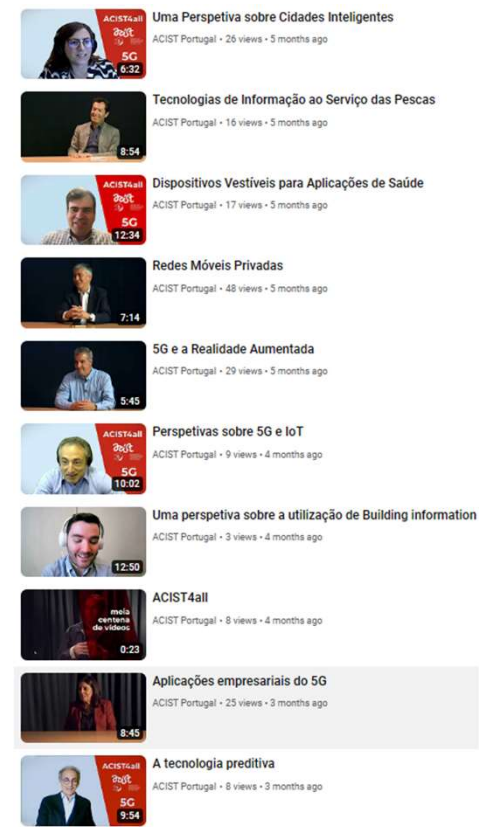 ACIST4all
5G
6:32
Uma Perspetiva sobre Cidades Inteligentes
ACIST Portugal • 26 views • 5 months ago
8:54
Tecnologias de Informação ao Serviço das Pescas
ACIST Portugal • 16 views • 5 months ago
ACIST4all
5G
12:34
Dispositivos Vestíveis para Aplicações de Saúde
ACIST Portugal • 17 views • 5 months ago
7:14
Redes Móveis Privadas
ACIST Portugal • 48 views • 5 months ago
5:45
5G e a Realidade Aumentada
ACIST Portugal • 29 views • 5 months ago
ACIST4all
5G
10:02
Perspetivas sobre 5G e IoT
ACIST Portugal • 9 views • 4 months ago
12:50
Uma perspetiva sobre a utilização de Building information
ACIST Portugal • 3 views • 4 months ago
meia
centena
de vídeos
0:23
ACIST4all
ACIST Portugal • 8 views • 4 months ago
8:45
Aplicações empresariais do 5G
ACIST Portugal • 25 views • 3 months ago
ACIST4all
5G
9:54
A tecnologia preditiva
ACIST Portugal • 8 views • 3 months ago